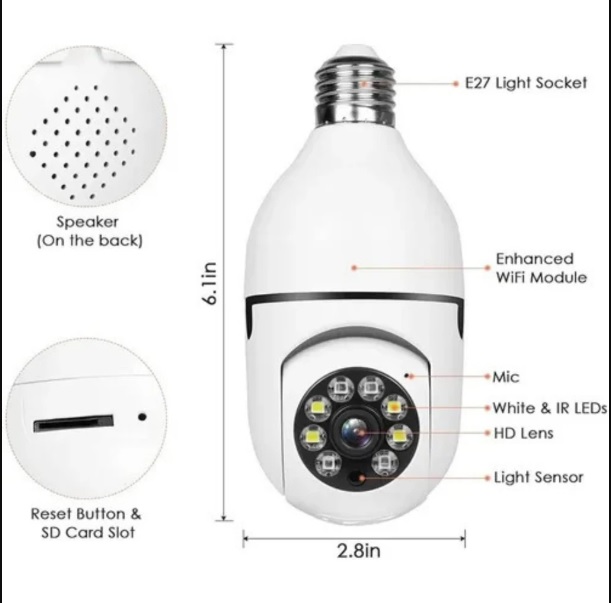 E27 Light Socket
Speaker
(On the back)
6.1in
Enhanced
WiFi Module
Mic
White & IR LEDs
HD Lens
Light Sensor
Reset Button &
SD Card Slot
2.8in